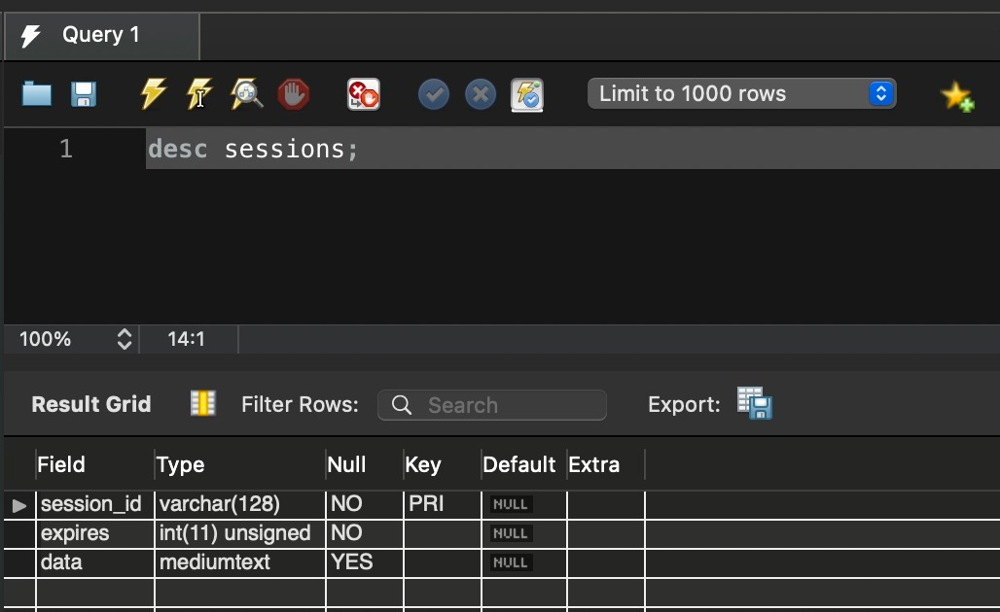 Query 1
Limit to 1000 rows
1 desc sessions;
100% 14:1
Result Grid Filter Rows: Search Export:
Field Type Null Key Default Extra
session_id varchar(128) NO PRI NULL
expires int(11) unsigned NO NULL
data mediumtext YES NULL